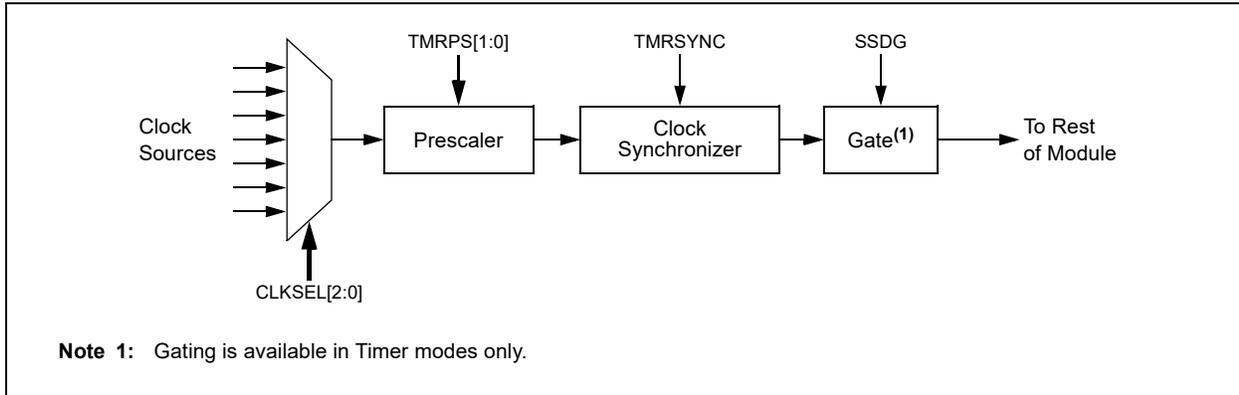 TMRPS[1:0]
TMRSYNC
SSDG
Clock
Sources
Prescaler
Clock
Synchronizer
Gate(1)
To Rest
of Module
CLKSEL[2:0]
Note 1: Gating is available in Timer modes only.